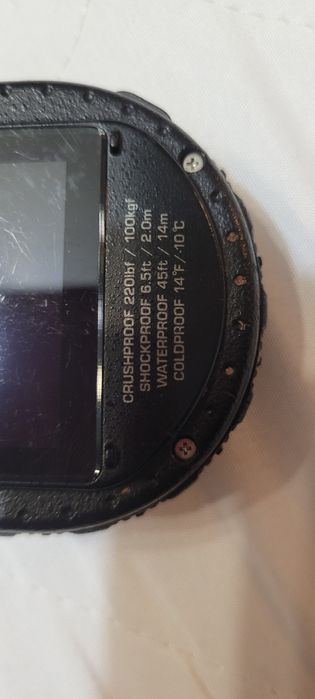 CRUSHPROOF 220lbf / 100kgf
SHOCKPROOF 6.5ft / 2.0m
WATERPROOF 45ft / 14m
COLDPROOF 14°F/-10℃